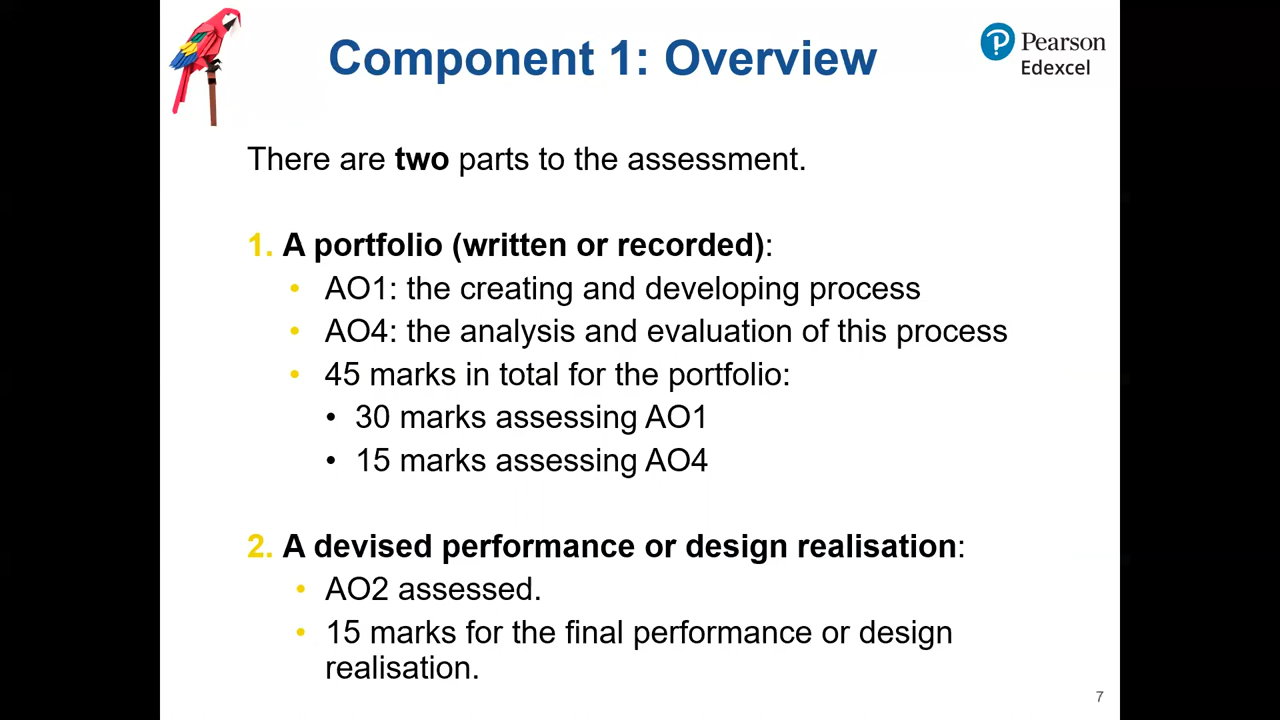 Component 1: Overview
Pearson
Edexcel
There are two parts to the assessment.
1. A portfolio (written or recorded):
• AO1: the creating and developing process
• AO4: the analysis and evaluation of this process
• 45 marks in total for the portfolio:
• 30 marks assessing AO1
• 15 marks assessing AO4
2. A devised performance or design realisation:
• AO2 assessed.
• 15 marks for the final performance or design
realisation.
7